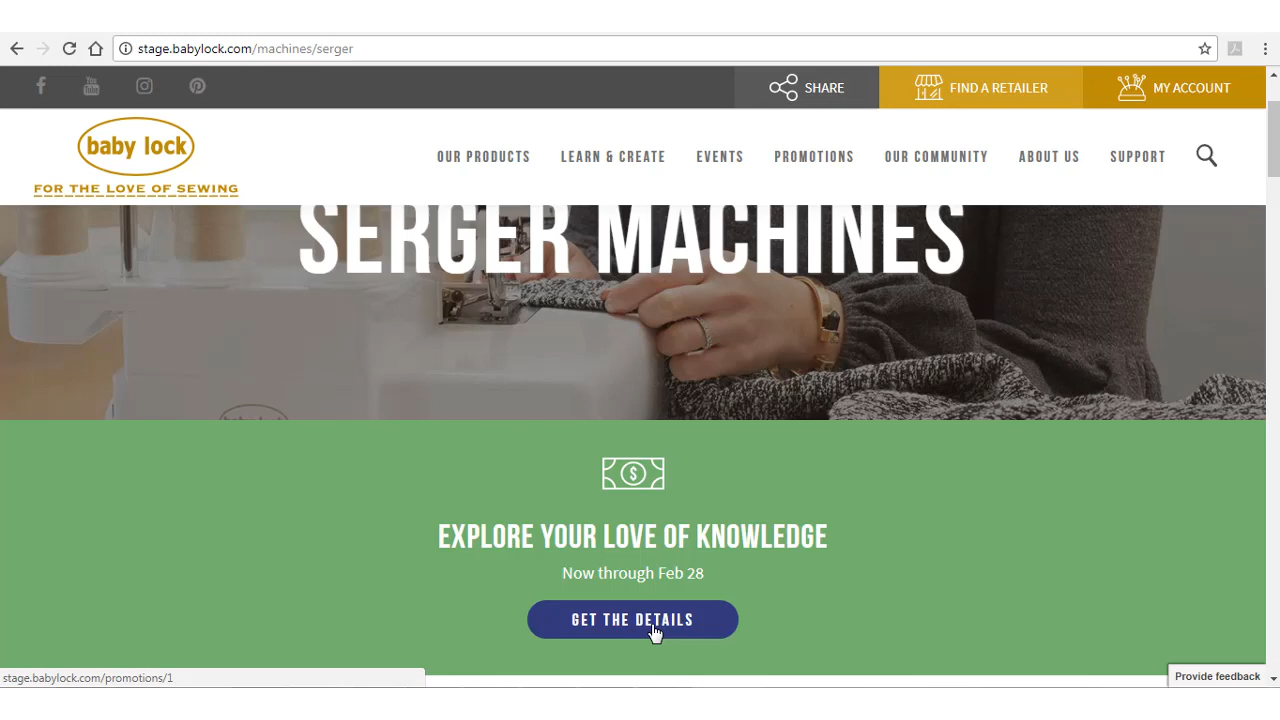 stage.babylock.com/machines/serger
You Tube
SHARE
FIND A RETAILER
MY ACCOUNT
baby lock
FOR THE LOVE OF SEWING
OUR PRODUCTS
LEARN & CREATE
EVENTS
PROMOTIONS
OUR COMMUNITY
ABOUT US
SUPPORT
SERGER MACHINES
$
EXPLORE YOUR LOVE OF KNOWLEDGE
Now through Feb 28
GET THE DETAILS
stage.babylock.com/promotions/1
Provide feedback